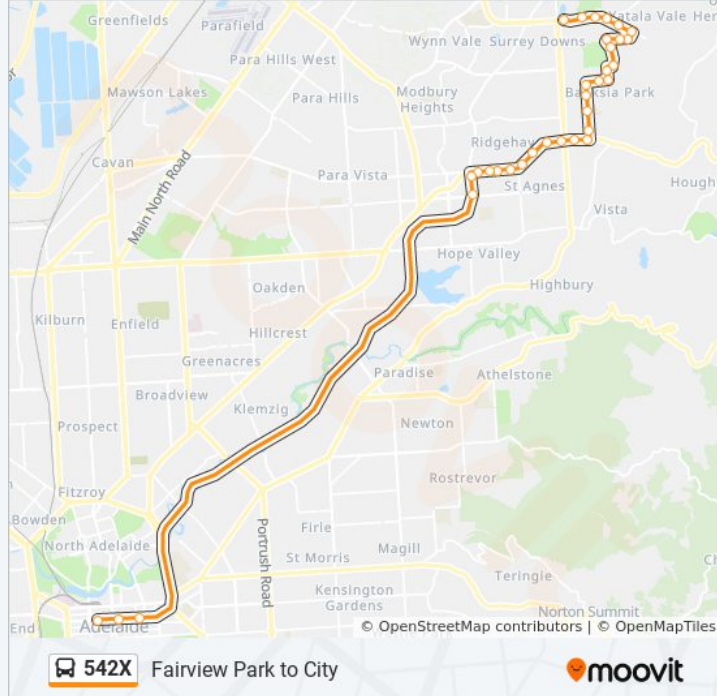 Greenfields
Parafield
Katala Vale
Her
Wynn Vale
Surrey Downs
Para Hills West
Mawson Lakes
Para Hills
Modbury
Heights
Banksia Park
Ridgehav
Cavan
Main North Road
Para Vista
St Agnes
Hough
Vista
Hope Valley
Oakden
Highbury
Kilburn
Enfield
Hillcrest
Greenacres
Paradise
Athelstone
Broadview
Klemzig
Newton
Prospect
Rostrevor
Fitzroy
Bowden
North Adelaide
Portrush Road
Firle
Magill
St Morris
Teringie
Kensington
Gardens
Norton Summit
End
Adelaide
© OpenStreetMap contributors | © OpenMapTiles
542X Fairview Park to City
moovit